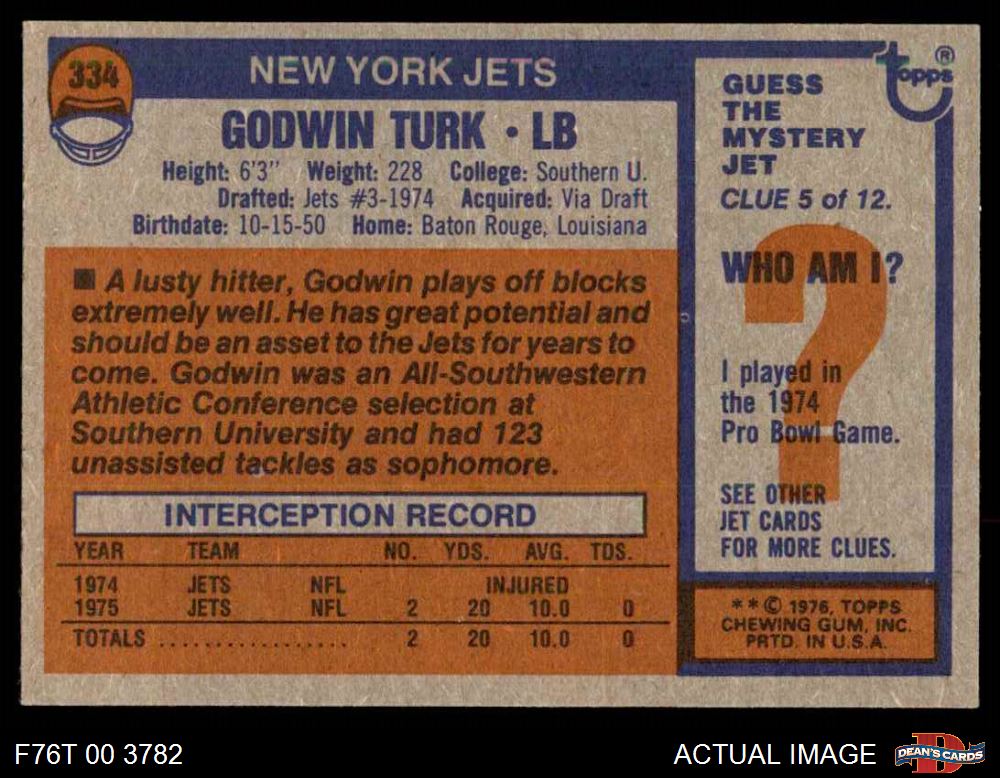 334
NEW YORK JETS
GODWIN TURK • LB
Height: 6'3" Weight: 228 College: Southern U.
Drafted: Jets #3-1974 Acquired: Via Draft
Birthdate: 10-15-50 Home: Baton Rouge, Louisiana
■ A lusty hitter, Godwin plays off blocks
extremely well. He has great potential and
should be an asset to the Jets for years to
come. Godwin was an All-Southwestern
Athletic Conference selection at
Southern University and had 123
unassisted tackles as sophomore.
INTERCEPTION RECORD
YEAR TEAM NO. YDS. AVG. TDS.
1974 JETS NFL INJURED
1975 JETS NFL 2 20 10.0 0
TOTALS .................. 2 20 10.0 0
topps®
GUESS
THE
MYSTERY
JET
CLUE 5 of 12.
WHO AM I?
?
I played in
the 1974
Pro Bowl Game.
SEE OTHER
JET CARDS
FOR MORE CLUES.
**© 1976, TOPPS
CHEWING GUM, INC.
PRTD. IN U.S.A.
F76T 00 3782
ACTUAL IMAGE
D
DEAN'S CARDS